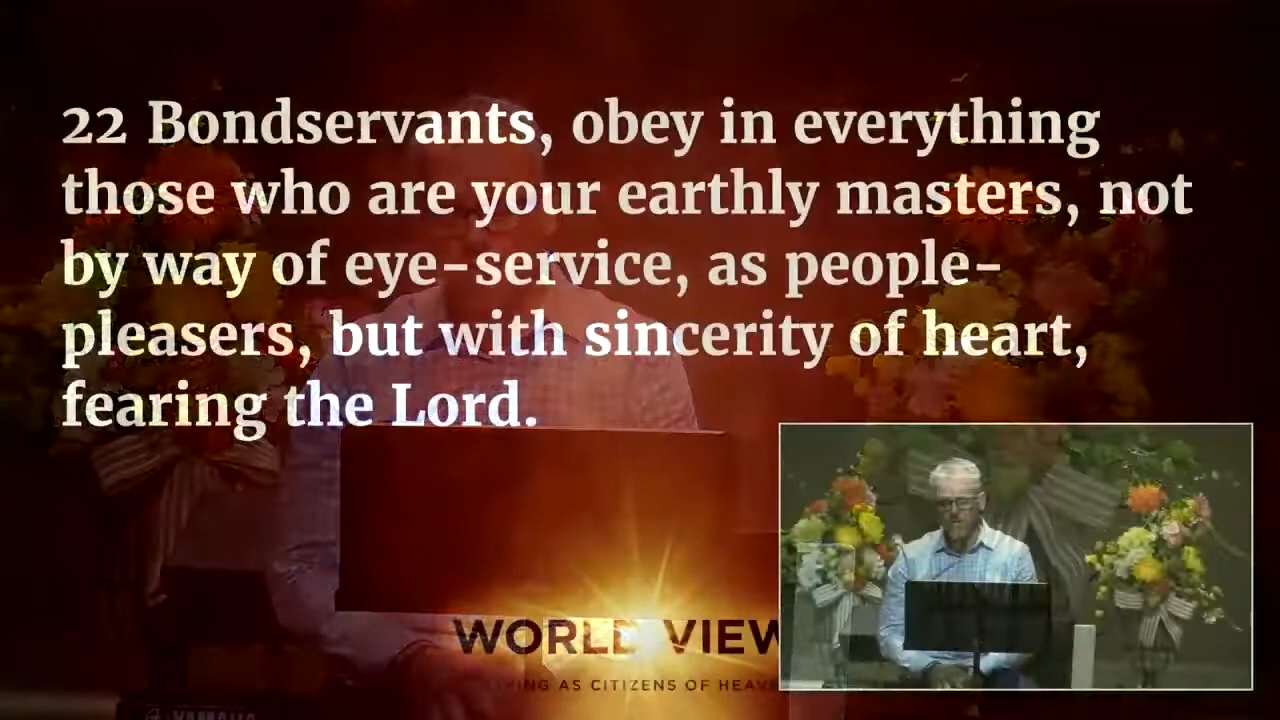 22 Bondservants, obey in everything
those who are your earthly masters, not
by way of eye-service, as people-
pleasers, but with sincerity of heart,
fearing the Lord.
WORLD VIEW
AS CITIZENS OF
YAMAHA